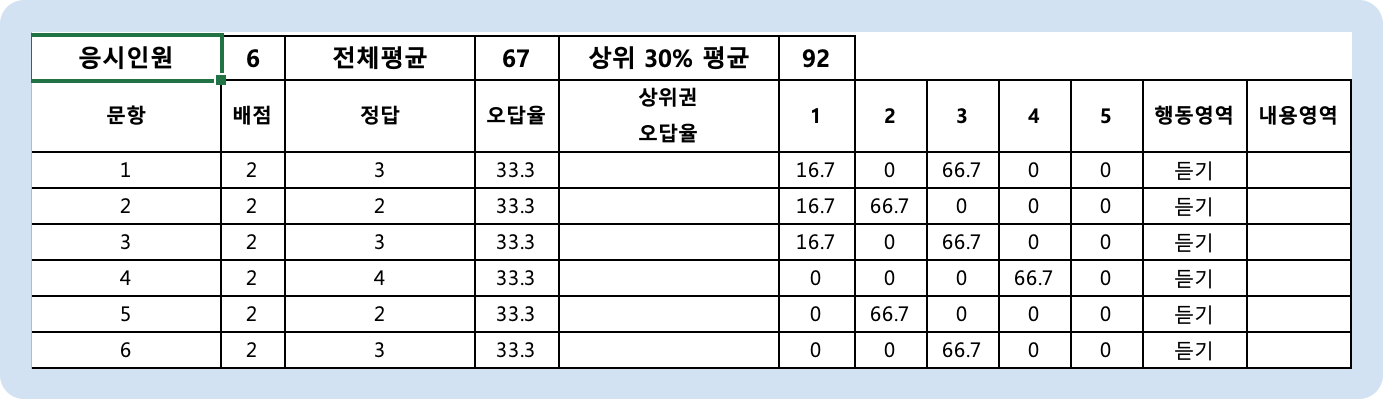 응시인원 6 전체평균 67 상위 30% 평균 92
문항 배점 정답 오답율 상위권 오답율 1 2 3 4 5 행동영역 내용영역
1 2 3 33.3 16.7 0 66.7 0 0 듣기
2 2 2 33.3 16.7 66.7 0 0 0 듣기
3 2 3 33.3 16.7 0 66.7 0 0 듣기
4 2 4 33.3 0 0 0 66.7 0 듣기
5 2 2 33.3 0 66.7 0 0 0 듣기
6 2 3 33.3 0 0 66.7 0 0 듣기